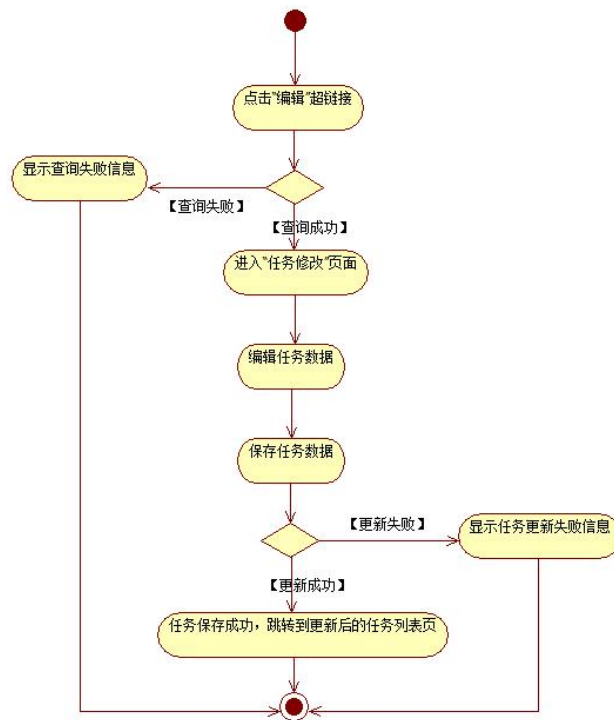 点击“编辑”超链接
显示查询失败信息
【查询失败】
【查询成功】
进入“任务修改”页面
编辑任务数据
保存任务数据
【更新失败】
显示任务更新失败信息
【更新成功】
任务保存成功，跳转到更新后的任务列表页